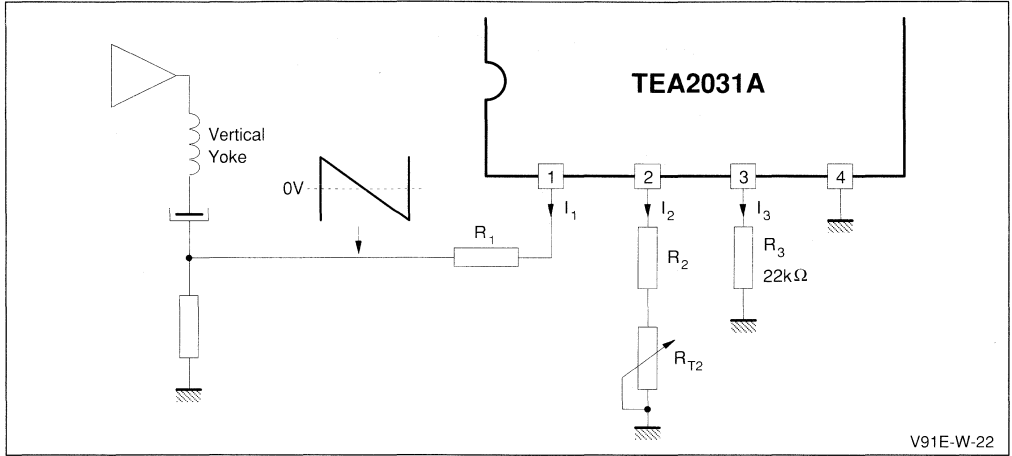 TEA2031A
Vertical
Yoke
0V
1
2
3
4
I1
I2
I3
R1
R2
R3
22kΩ
RT2
V91E-W-22